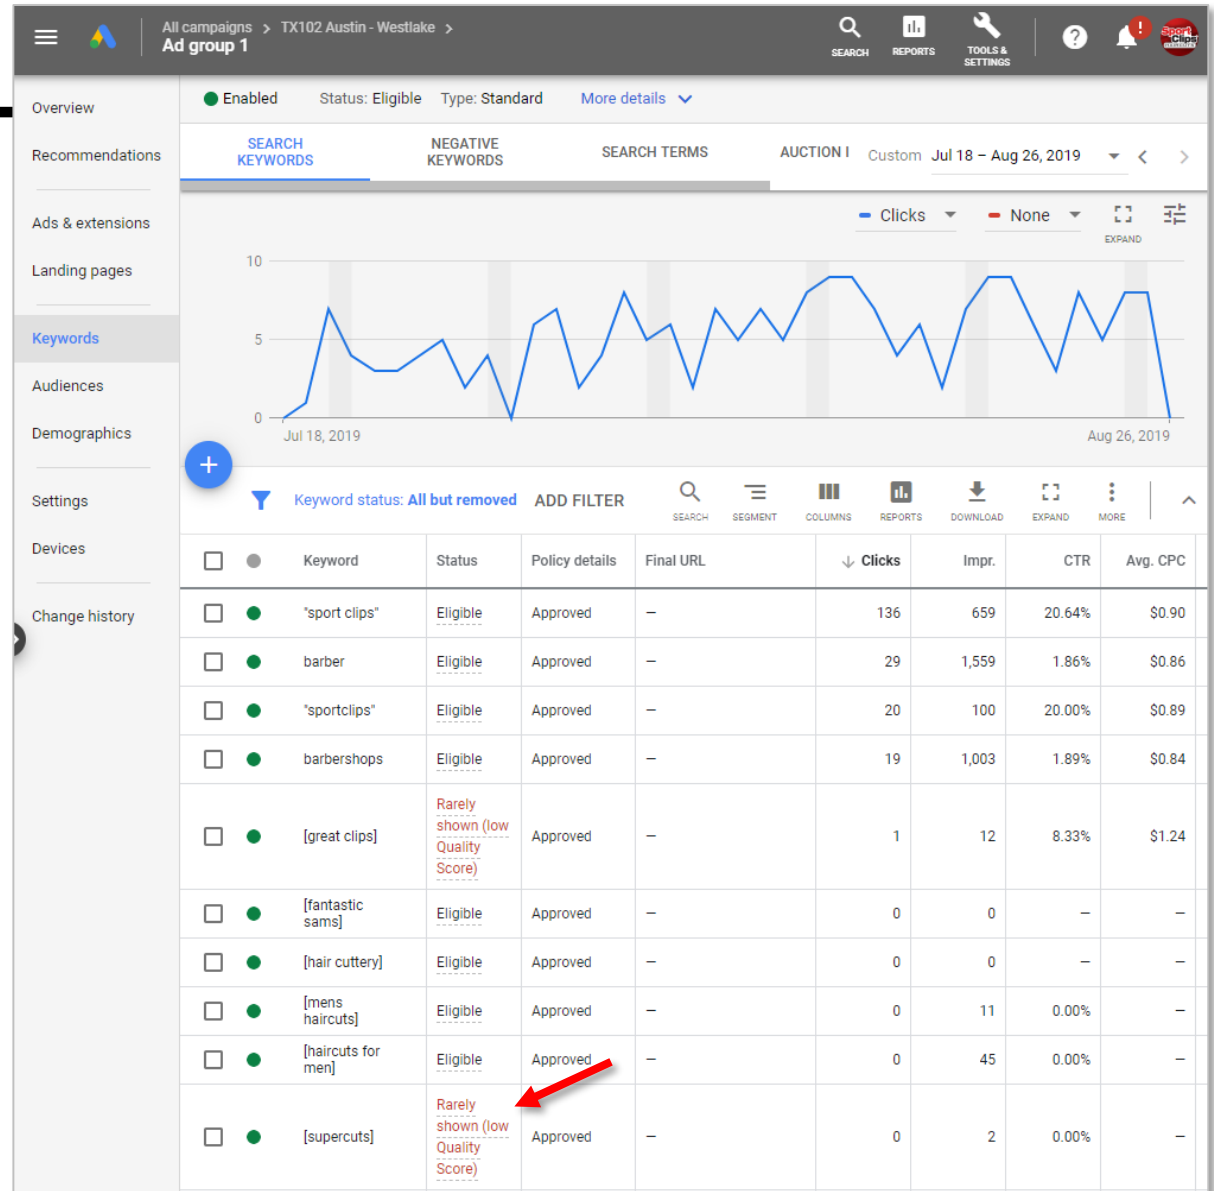 All campaigns > TX102 Austin - Westlake >
Ad group 1
SEARCH
REPORTS
TOOLS &
SETTINGS
?
!
Sport
Clips
Overview
Recommendations
Ads & extensions
Landing pages
Keywords
Audiences
Demographics
Settings
Devices
Change history
Enabled Status: Eligible Type: Standard More details
SEARCH
KEYWORDS
NEGATIVE
KEYWORDS
SEARCH TERMS
AUCTION I
Custom Jul 18 – Aug 26, 2019
Clicks None
EXPAND
10
5
0
Jul 18, 2019 Aug 26, 2019
+
Keyword status: All but removed ADD FILTER
SEARCH SEGMENT COLUMNS REPORTS DOWNLOAD EXPAND MORE
Keyword Status Policy details Final URL Clicks Impr. CTR Avg. CPC
"sport clips" Eligible Approved – 136 659 20.64% $0.90
barber Eligible Approved – 29 1,559 1.86% $0.86
"sportclips" Eligible Approved – 20 100 20.00% $0.89
barbershops Eligible Approved – 19 1,003 1.89% $0.84
Rarely
shown (low
[great clips] Quality Approved – 1 12 8.33% $1.24
Score)
[fantastic
sams] Eligible Approved – 0 0 – –
[hair cuttery] Eligible Approved – 0 0 – –
[mens
haircuts] Eligible Approved – 0 11 0.00% –
[haircuts for
men] Eligible Approved – 0 45 0.00% –
Rarely
shown (low
[supercuts] Quality Approved – 0 2 0.00% –
Score)